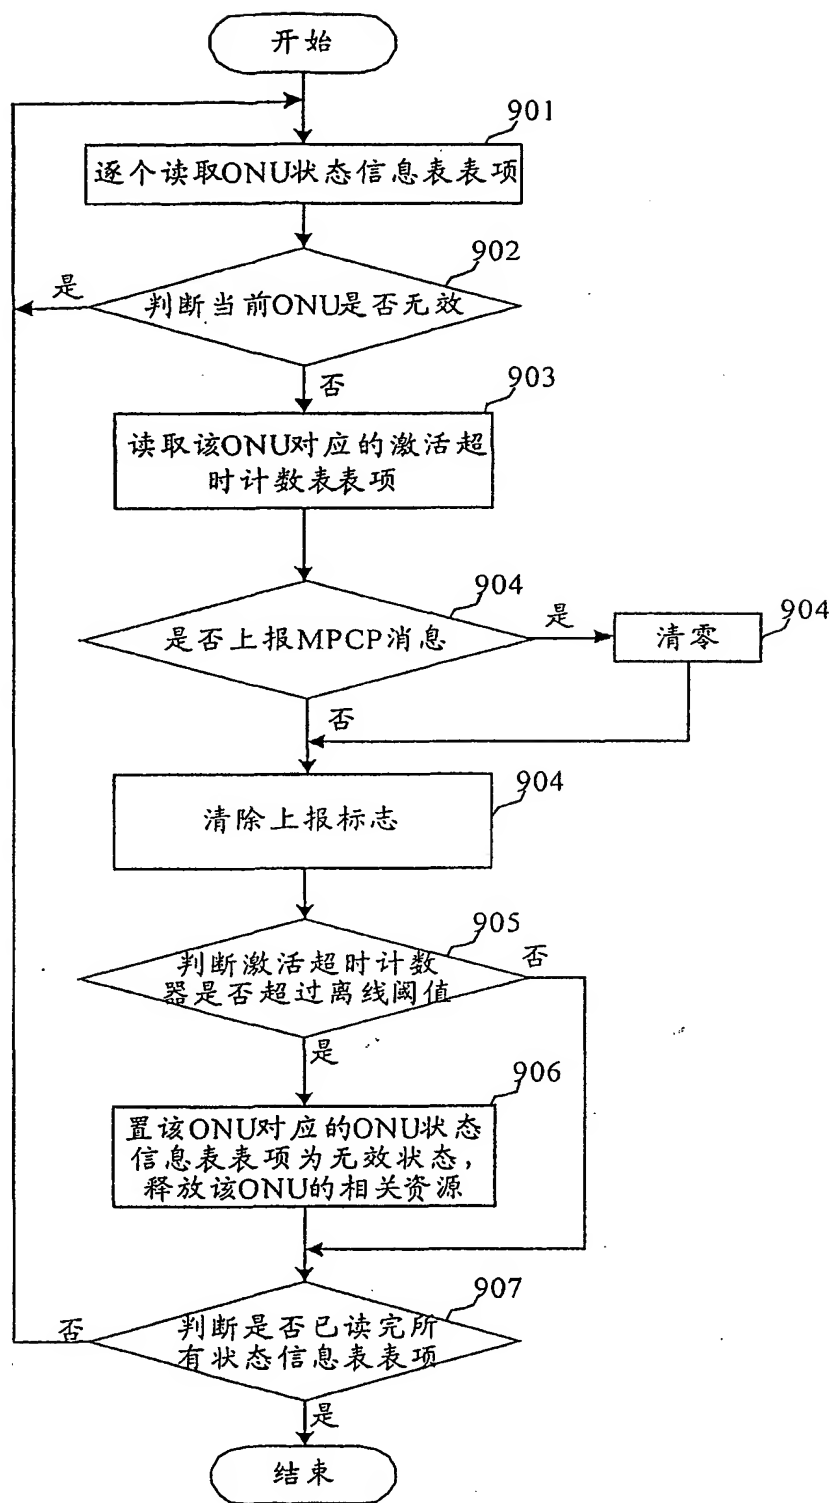 开始
901
逐个读取ONU状态信息表表项
902
是
判断当前ONU是否无效
否
903
读取该ONU对应的激活超
时计数表表项
904
是否上报MPCP消息
是
904
清零
否
904
清除上报标志
905
判断激活超时计数
器是否超过离线阈值
否
是
906
置该ONU对应的ONU状态
信息表表项为无效状态，
释放该ONU的相关资源
907
否
判断是否已读完所
有状态信息表表项
是
结束